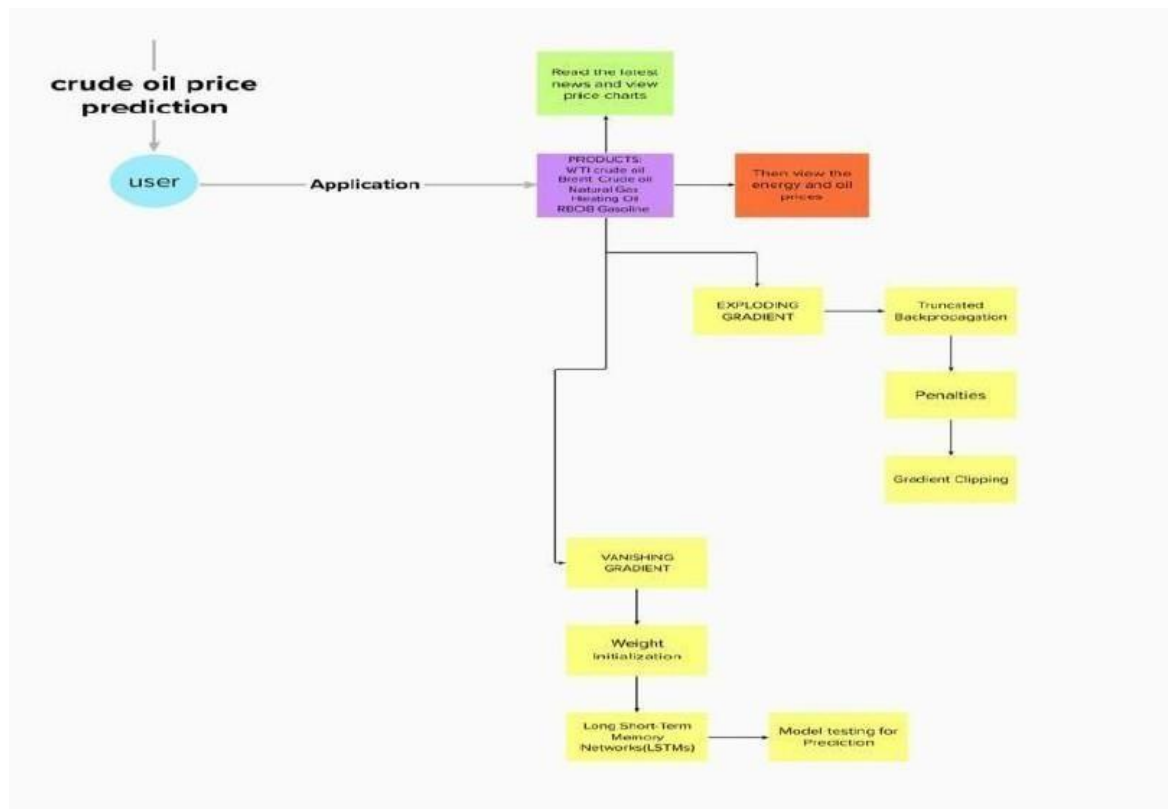 crude oil price
prediction
user
Application
Read the latest
news and view
price charts
PRODUCTS:
WTI crude oil
Brent Crude oil
Natural Gas
Heating Oil
RBOB Gasoline
Then view the
energy and oil
prices
EXPLODING
GRADIENT
Truncated
Backpropagation
Penalties
Gradient Clipping
VANISHING
GRADIENT
Weight
Initialization
Long Short-Term
Memory
Networks(LSTMs)
Model testing for
Prediction